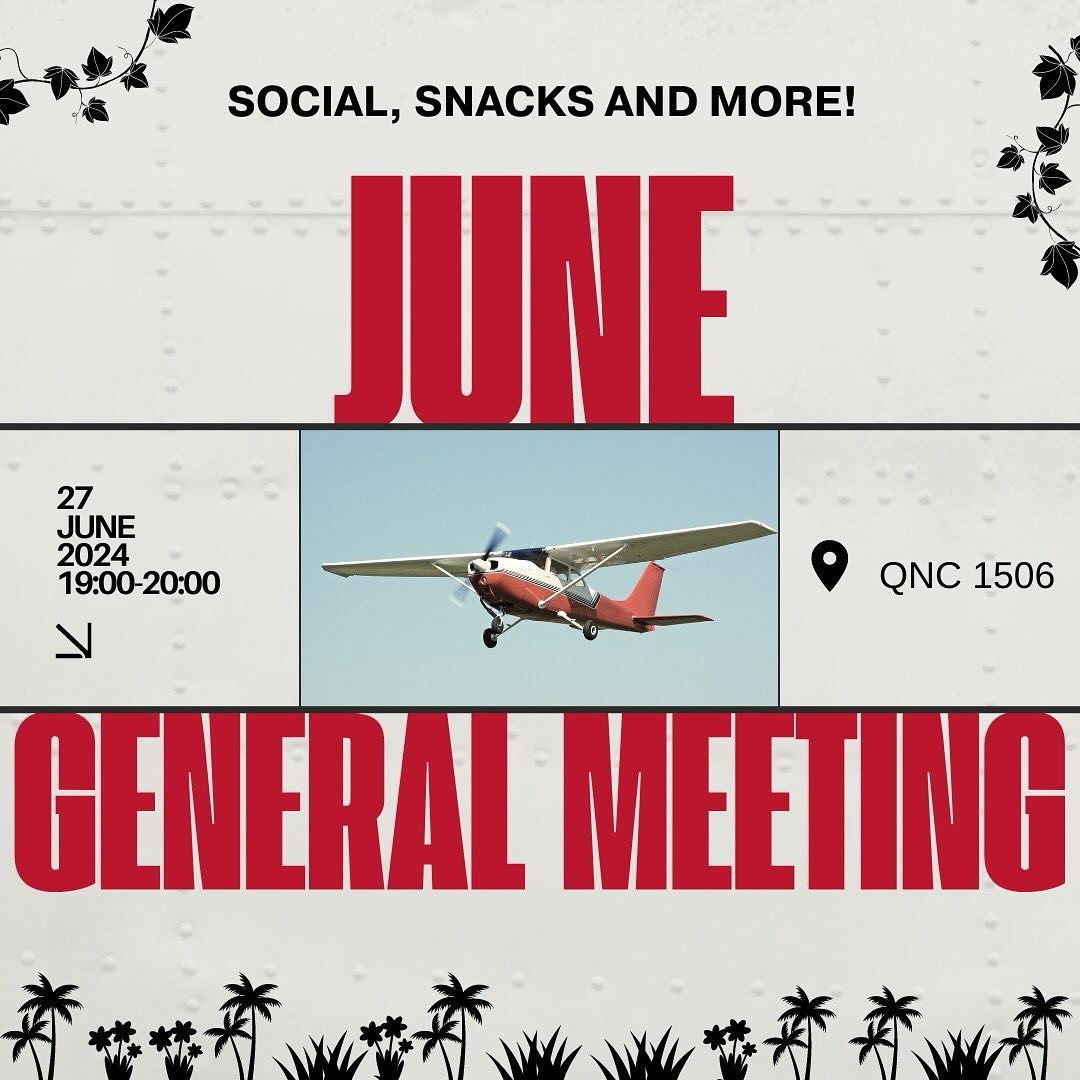 SOCIAL, SNACKS AND MORE!
JUNE
27
JUNE
2024
19:00-20:00
QNC 1506
GENERAL MEETING